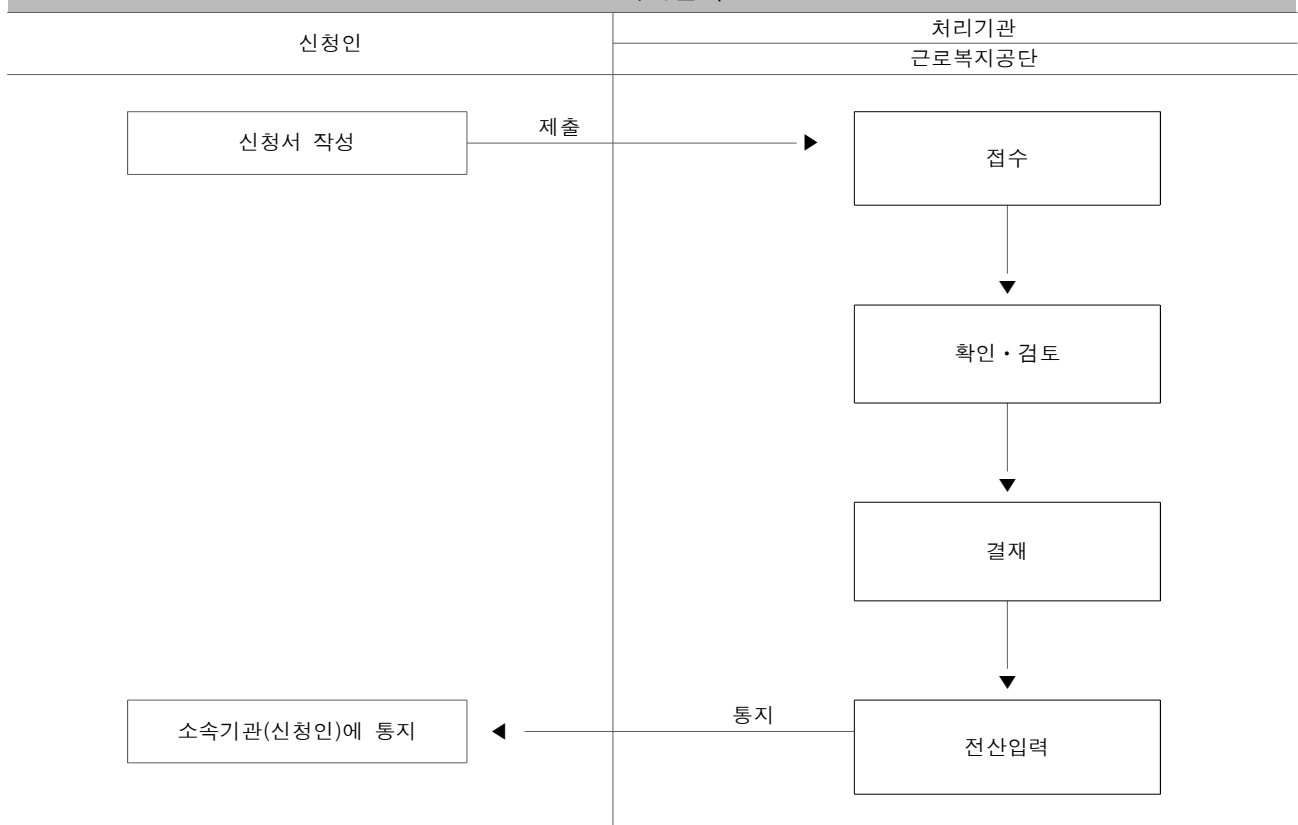 신청인
처리기관
근로복지공단
신청서 작성
제출
접수
확인·검토
결재
통지
소속기관(신청인)에 통지
전산입력